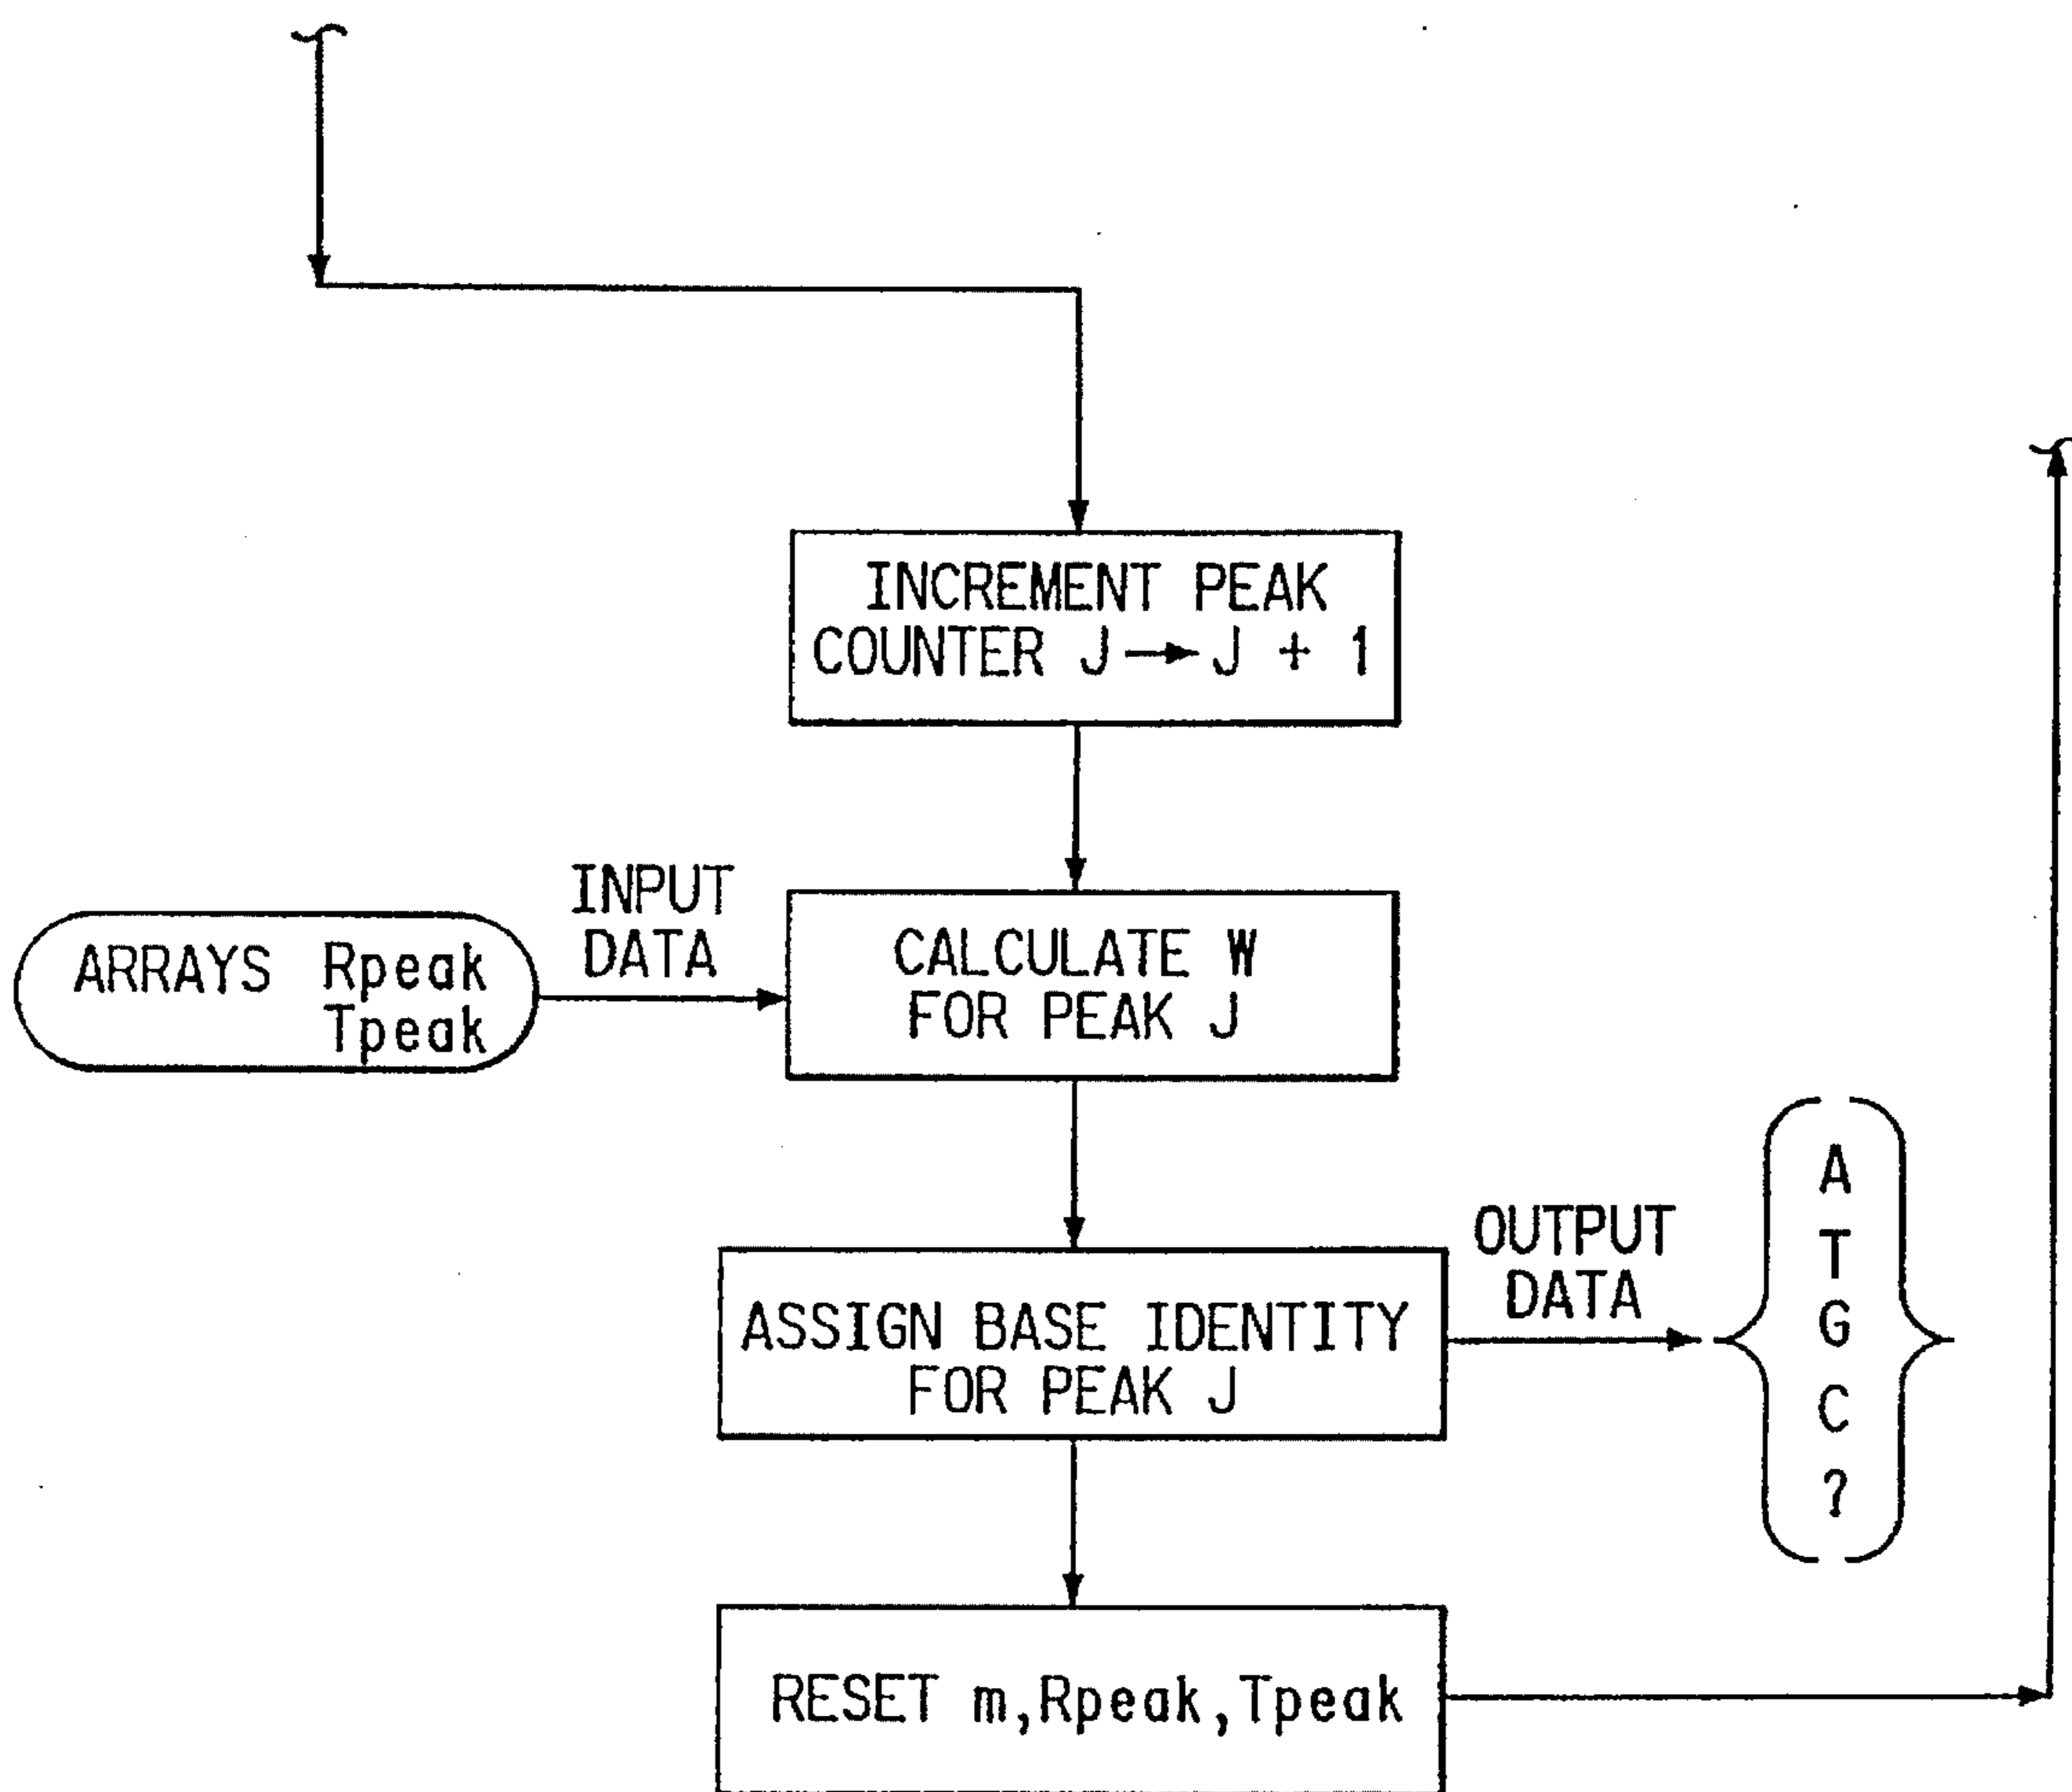 INCREMENT PEAK
COUNTER J → J + 1
INPUT
DATA
ARRAYS Rpeak
Tpeak
CALCULATE W
FOR PEAK J
ASSIGN BASE IDENTITY
FOR PEAK J
OUTPUT
DATA
A
T
G
C
?
RESET m,Rpeak,Tpeak